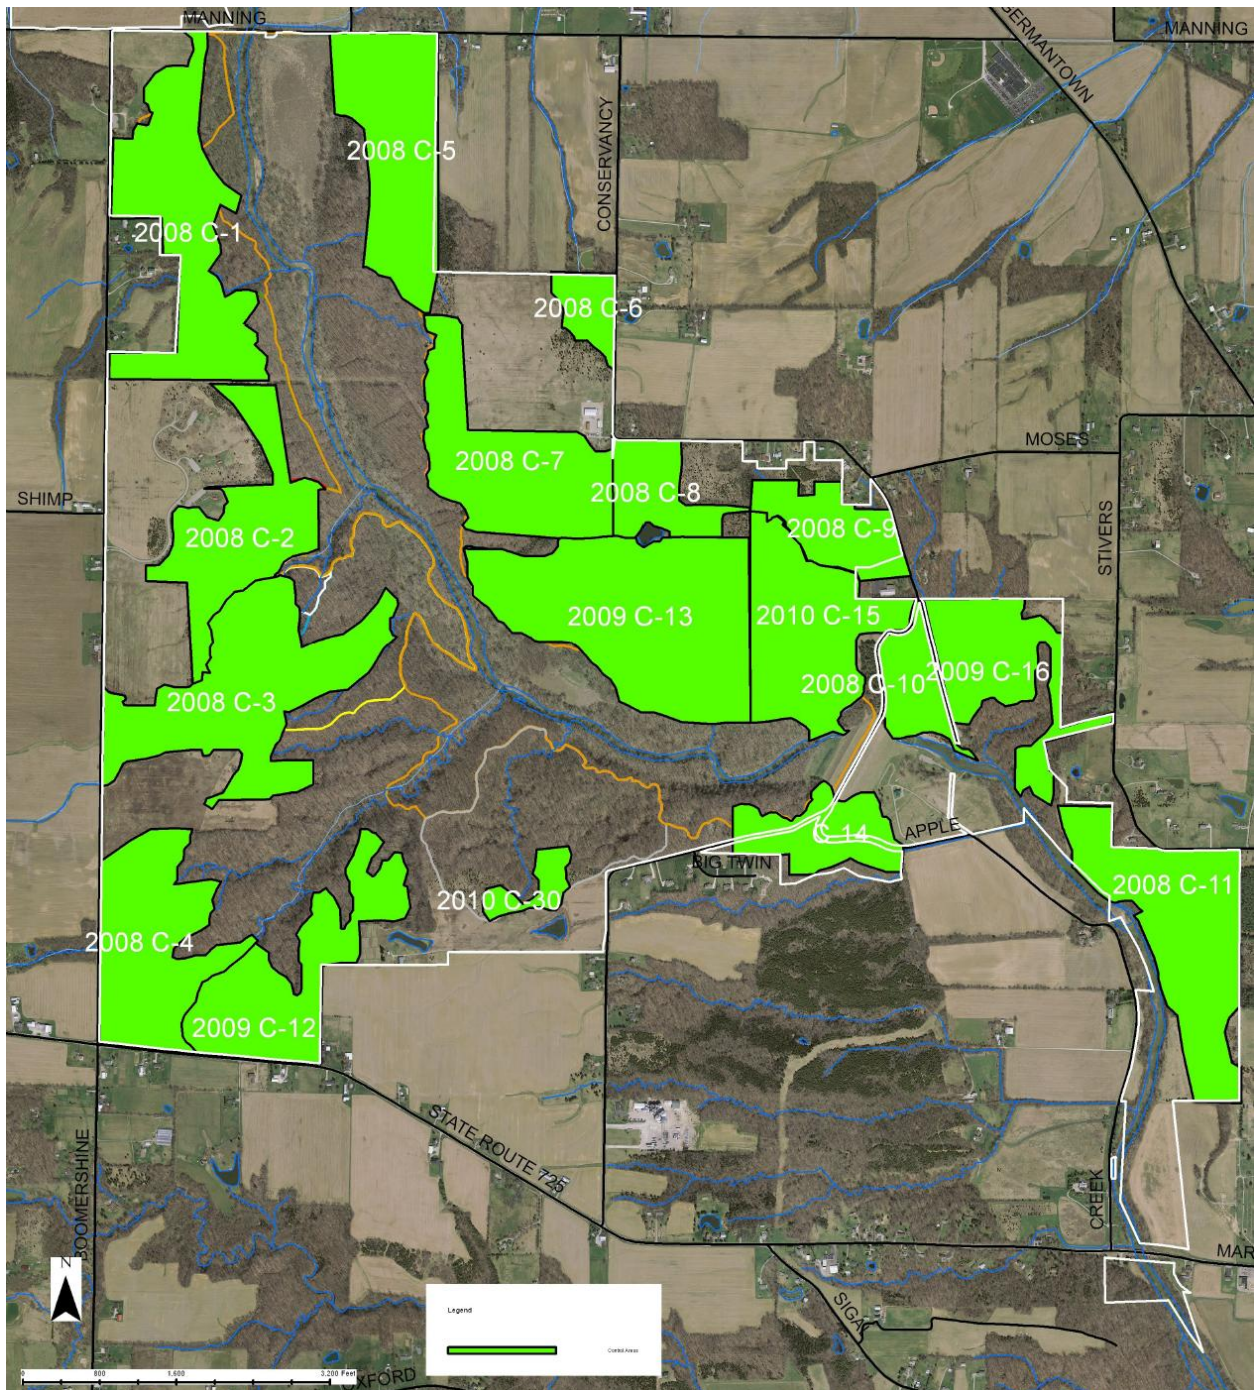 MANNING
GERMANTOWN
MANNING
2008 C-5
CONSERVANCY
2008 C-1
2008 C-6
MOSES
2008 C-7
SHIMP
2008 C-8
2008 C-9
2008 C-2
STIVERS
2009 C-13
2010 C-15
2008 C-10
2009 C-16
2008 C-3
C-14
APPLE
BIG TWIN
2008 C-11
2010 C-30
2008 C-4
2009 C-12
STATE ROUTE 725
BOOMERSHINE
CREEK
MAR
N
Legend
Control Areas
SIGAL
0 800 1,600 3,200 Feet
OXFORD